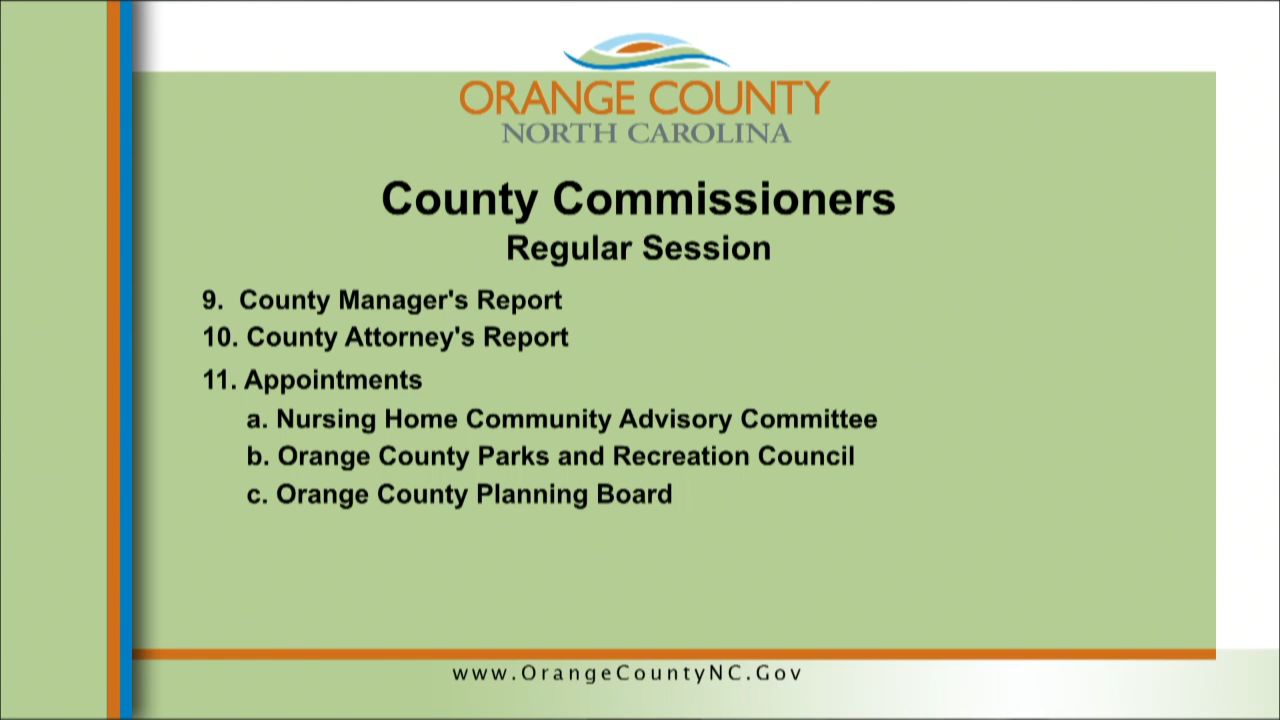 ORANGE COUNTY
NORTH CAROLINA
County Commissioners
Regular Session
9. County Manager's Report
10. County Attorney's Report
11. Appointments
a. Nursing Home Community Advisory Committee
b. Orange County Parks and Recreation Council
c. Orange County Planning Board
www.OrangeCountyNC.Gov